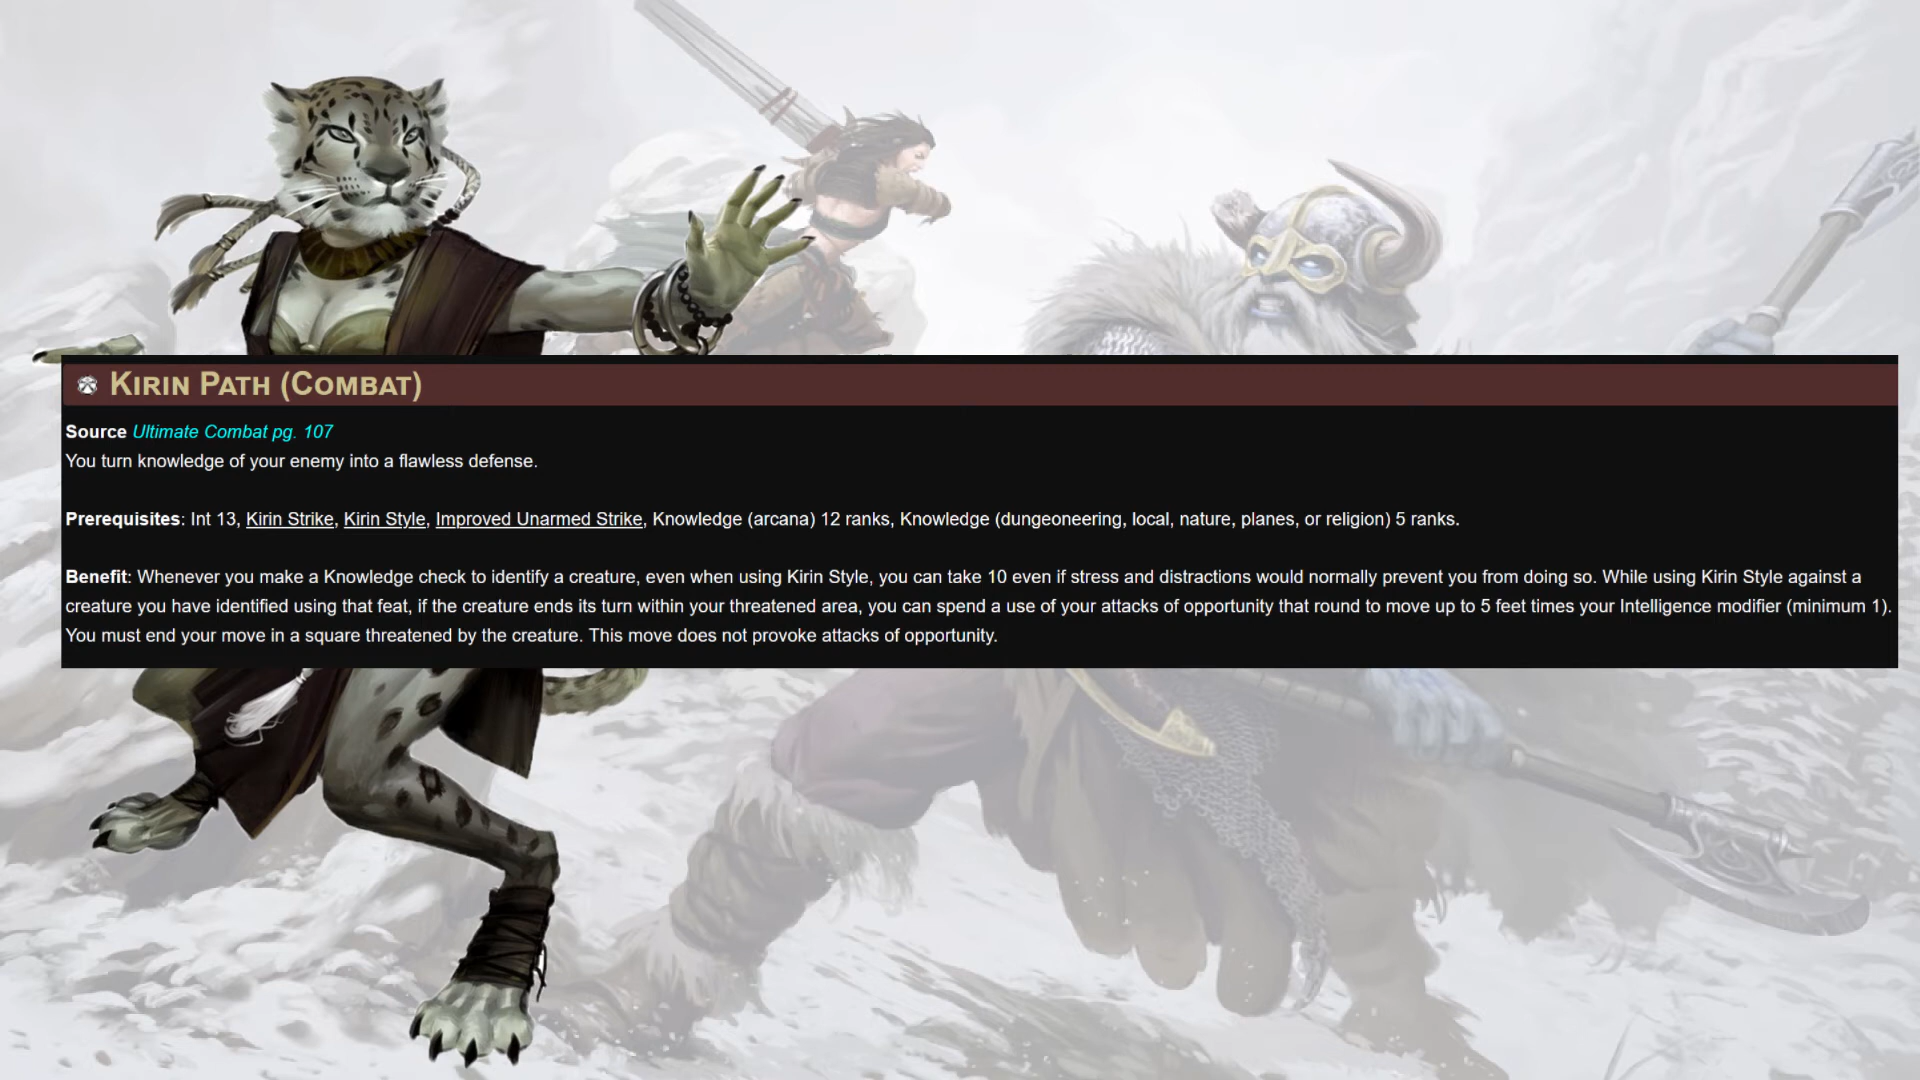 Kirin Path (Combat)
Source Ultimate Combat pg. 107
You turn knowledge of your enemy into a flawless defense.
Prerequisites: Int 13, Kirin Strike, Kirin Style, Improved Unarmed Strike, Knowledge (arcana) 12 ranks, Knowledge (dungeoneering, local, nature, planes, or religion) 5 ranks.
Benefit: Whenever you make a Knowledge check to identify a creature, even when using Kirin Style, you can take 10 even if stress and distractions would normally prevent you from doing so. While using Kirin Style against a
creature you have identified using that feat, if the creature ends its turn within your threatened area, you can spend a use of your attacks of opportunity that round to move up to 5 feet times your Intelligence modifier (minimum 1).
You must end your move in a square threatened by the creature. This move does not provoke attacks of opportunity.